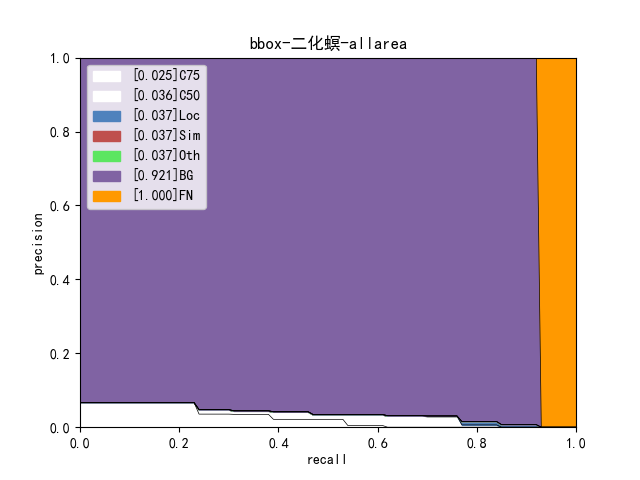 bbox-二化螟-allarea
1.0
0.8
0.6
0.4
0.2
0.0
precision
[0.025]C75
[0.036]C50
[0.037]Loc
[0.037]Sim
[0.037]Oth
[0.921]BG
[1.000]FN
0.0 0.2 0.4 0.6 0.8 1.0
recall